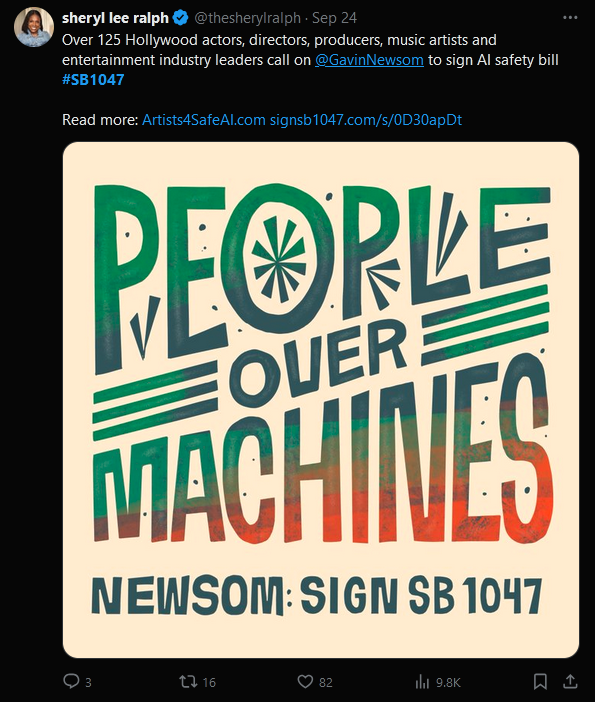 sheryl lee ralph @thesherylralph · Sep 24
Over 125 Hollywood actors, directors, producers, music artists and
entertainment industry leaders call on @GavinNewsom to sign AI safety bill
#SB1047
Read more: Artists4SafeAI.com signsb1047.com/s/0D30apDt
PEOPLE
OVER
MACHINES
NEWSOM: SIGN SB 1047
3 16 82 9.8K